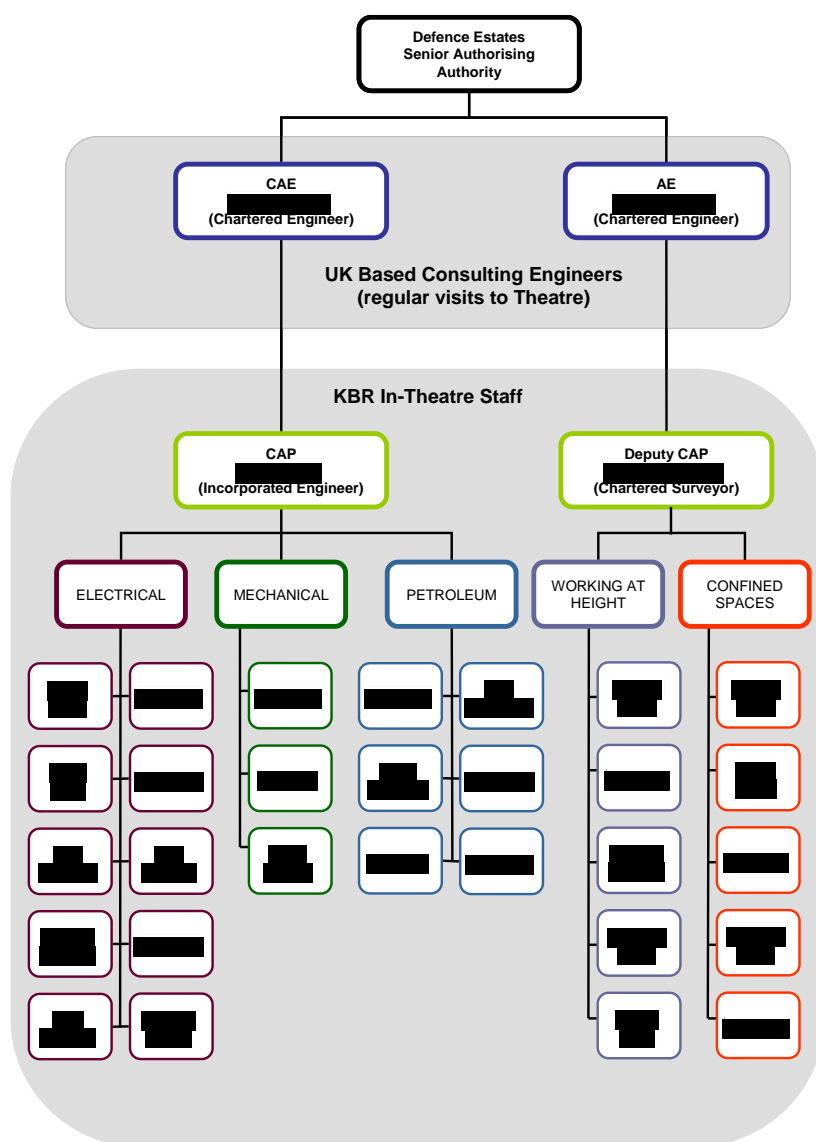 Defence Estates
Senior Authorising
Authority
CAE
(Chartered Engineer)
AE
(Chartered Engineer)
UK Based Consulting Engineers
(regular visits to Theatre)
KBR In-Theatre Staff
CAP
(Incorporated Engineer)
Deputy CAP
(Chartered Surveyor)
ELECTRICAL
MECHANICAL
PETROLEUM
WORKING AT
HEIGHT
CONFINED
SPACES